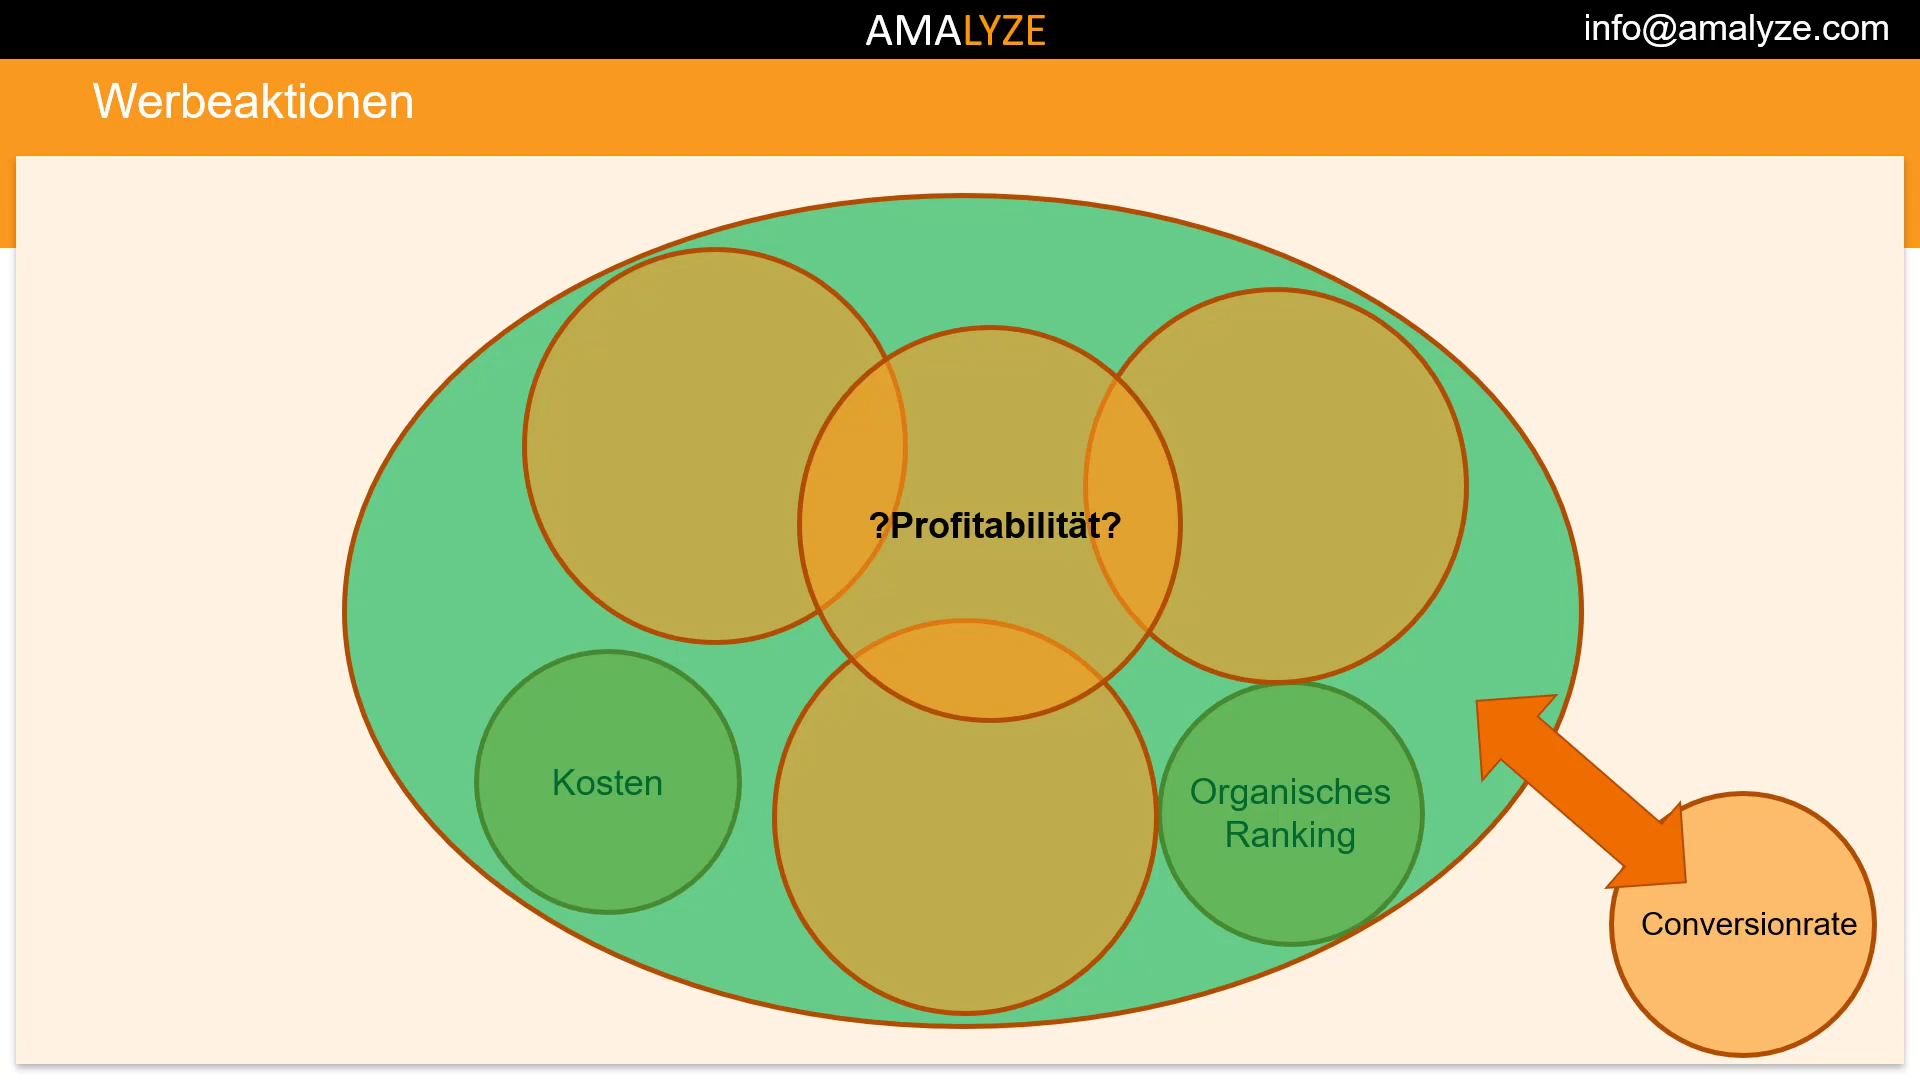 AMALYZE
info@amalyze.com
Werbeaktionen
?Profitabilität?
Kosten
Organisches
Ranking
Conversionrate